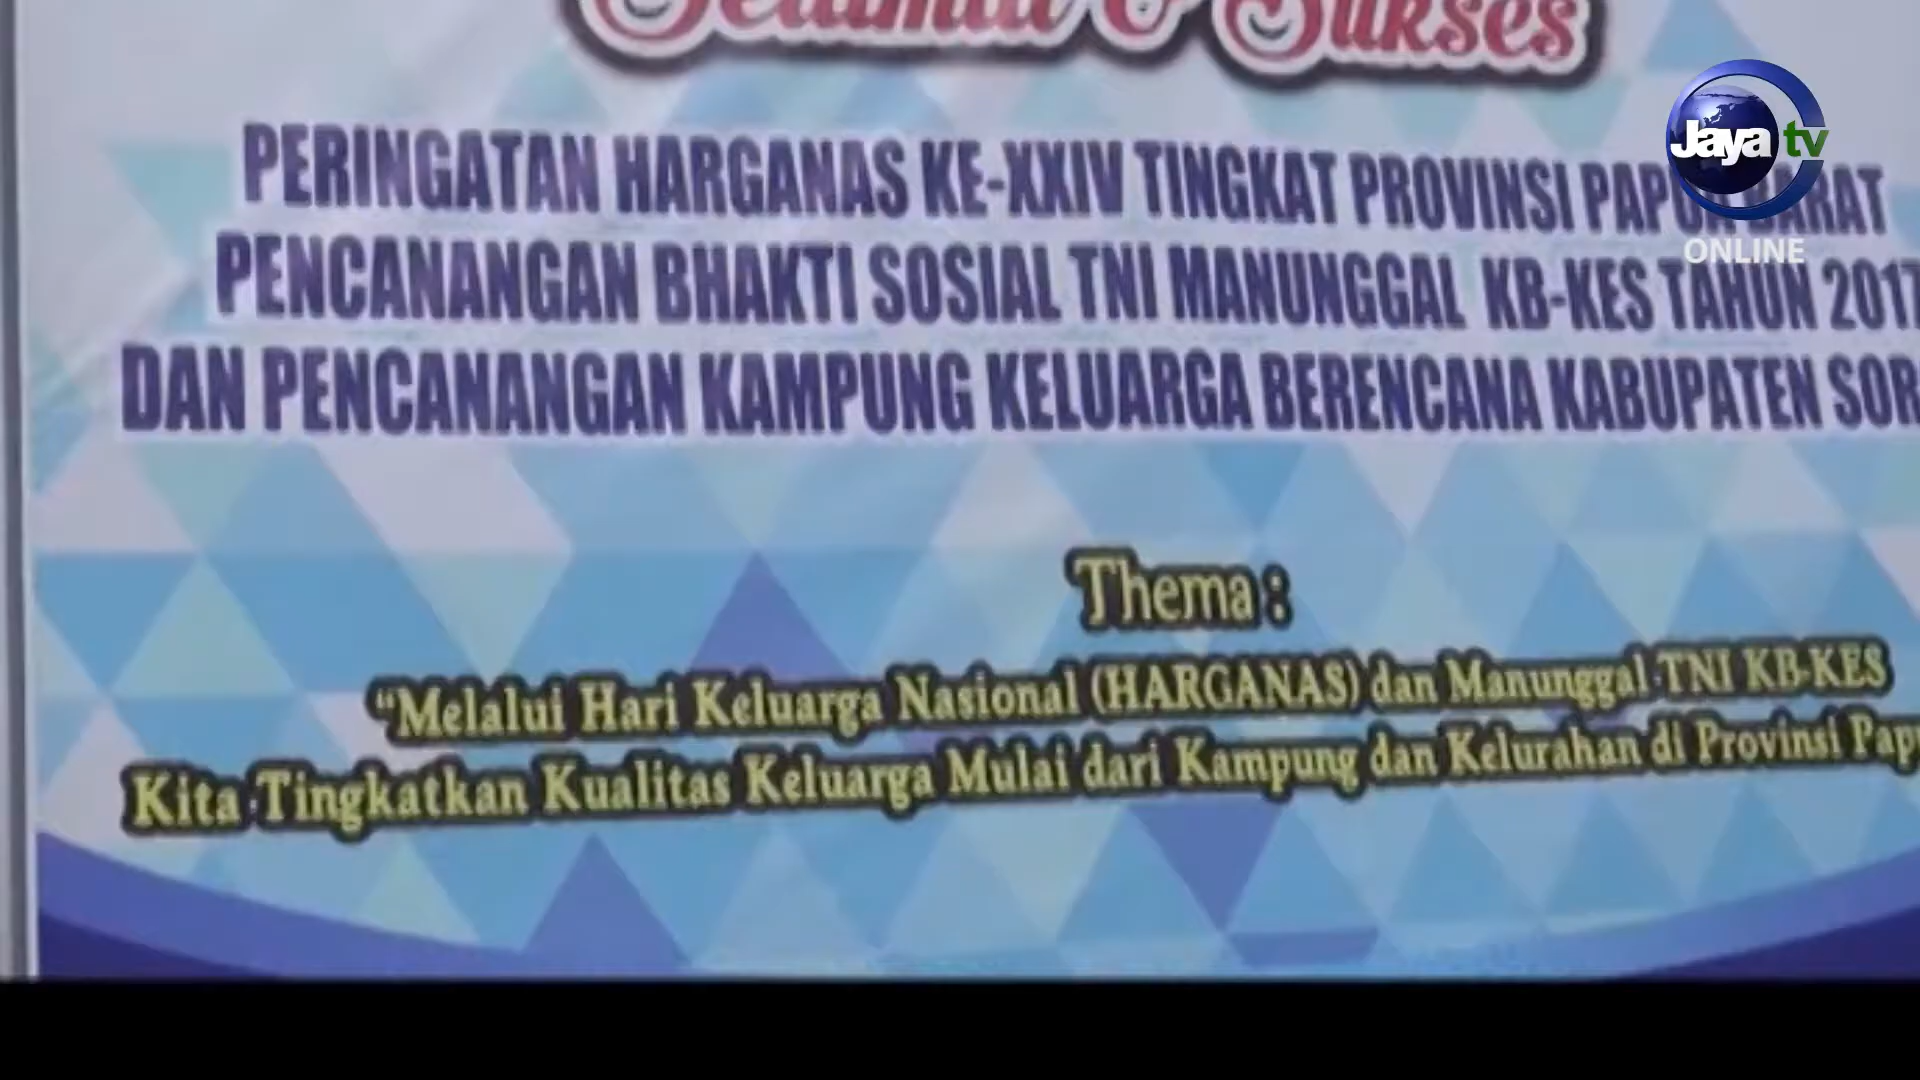 Selamat & Sukses
PERINGATAN HARGANAS KE-XXIV TINGKAT PROVINSI PAPUA BARAT
PENCANANGAN BHAKTI SOSIAL TNI MANUNGGAL KB-KES TAHUN 2017
DAN PENCANANGAN KAMPUNG KELUARGA BERENCANA KABUPATEN
Thema :
"Melalui Hari Keluarga Nasional (HARGANAS) dan Manunggal TNI KB-KES
Kita Tingkatkan Kualitas Keluarga Mulai dari Kampung dan Kelurahan di Provinsi
Jaya tv
ONLINE